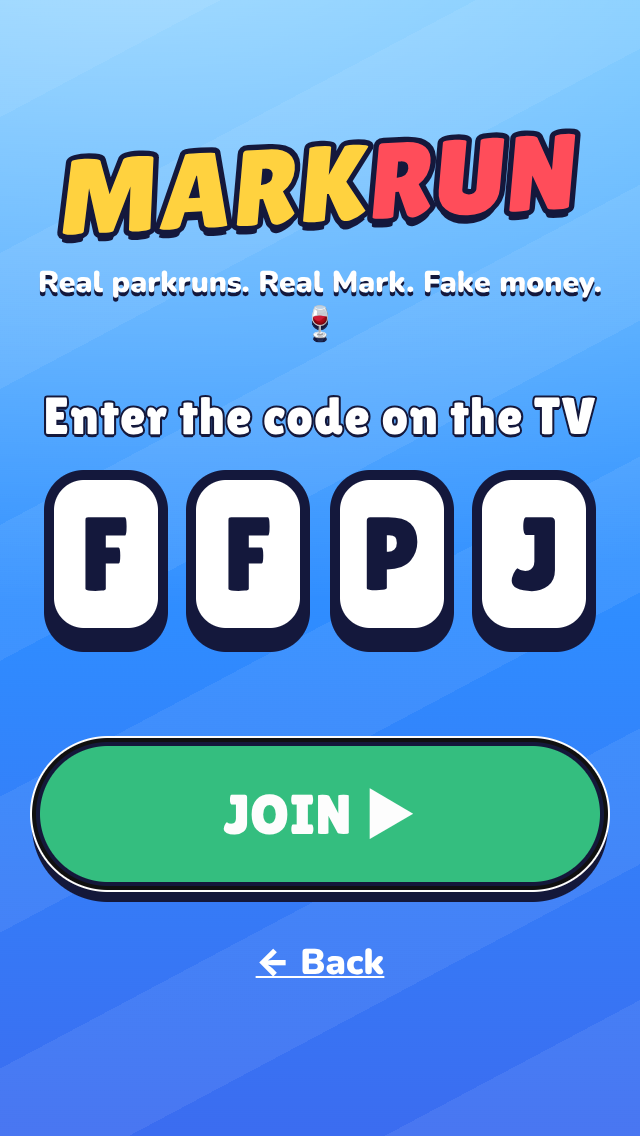 MARKRUN
Real parkruns. Real Mark. Fake money.
🍷
Enter the code on the TV
F F P J
JOIN ▶
← Back